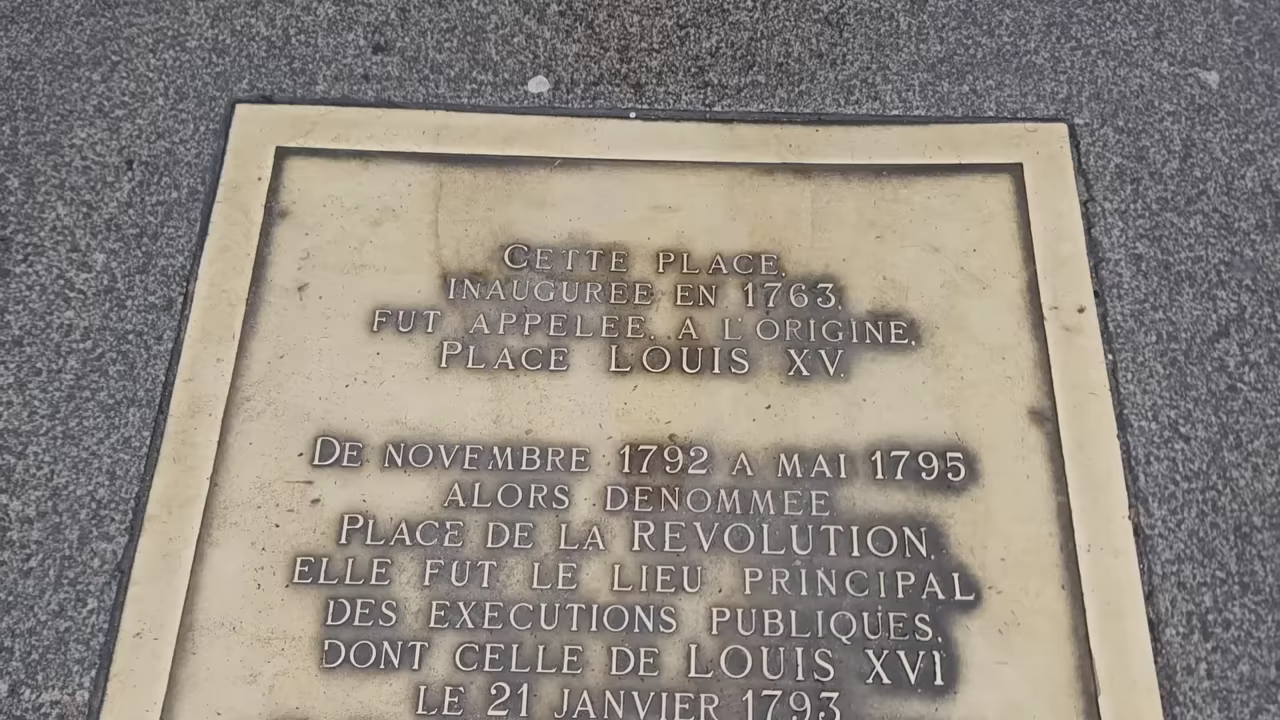 CETTE PLACE,
INAUGUREE EN 1763,
FUT APPELEE, A L'ORIGINE,
PLACE LOUIS XV.
DE NOVEMBRE 1792 A MAI 1795
ALORS DENOMMEE
PLACE DE LA REVOLUTION,
ELLE FUT LE LIEU PRINCIPAL
DES EXECUTIONS PUBLIQUES,
DONT CELLE DE LOUIS XVI
LE 21 JANVIER 1793